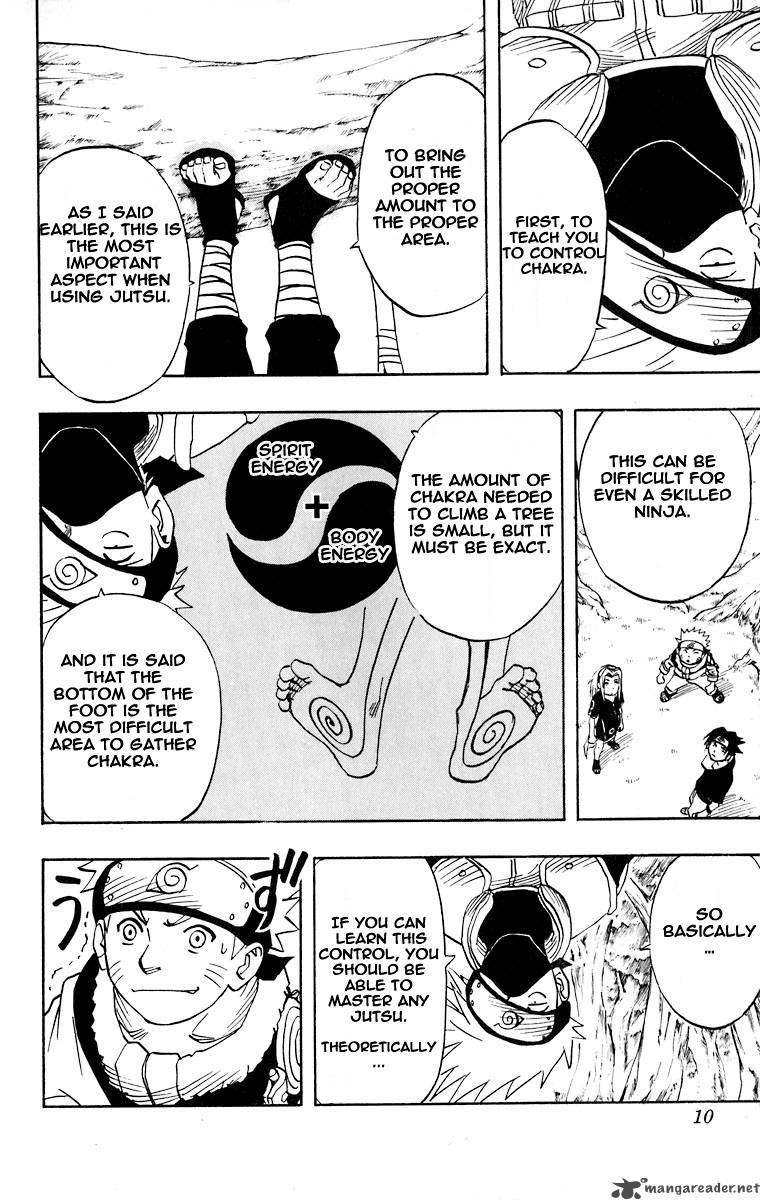 FIRST, TO
TEACH YOU
TO CONTROL
CHAKRA.
TO BRING
OUT THE
PROPER
AMOUNT TO
THE PROPER
AREA.
AS I SAID
EARLIER, THIS IS
THE MOST
IMPORTANT
ASPECT WHEN
USING JUTSU.
THIS CAN BE
DIFFICULT FOR
EVEN A SKILLED
NINJA.
THE AMOUNT OF
CHAKRA NEEDED
TO CLIMB A TREE
IS SMALL, BUT IT
MUST BE EXACT.
SPIRIT
ENERGY
+
BODY
ENERGY
AND IT IS SAID
THAT THE
BOTTOM OF THE
FOOT IS THE
MOST DIFFICULT
AREA TO GATHER
CHAKRA.
SO
BASICALLY
...
IF YOU CAN
LEARN THIS
CONTROL, YOU
SHOULD BE
ABLE TO
MASTER ANY
JUTSU.
THEORETICALLY
...
10
mangareader.net